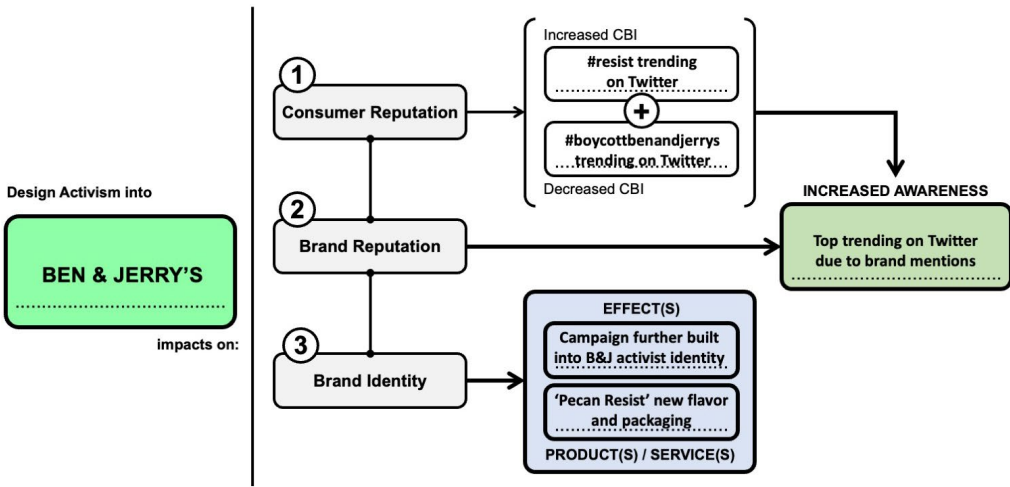 Design Activism into
BEN & JERRY’S
impacts on:
1
Consumer Reputation
2
Brand Reputation
3
Brand Identity
Increased CBI
#resist trending
on Twitter
+
#boycottbenandjerrys
trending on Twitter
Decreased CBI
INCREASED AWARENESS
Top trending on Twitter
due to brand mentions
EFFECT(S)
Campaign further built
into B&J activist identity
‘Pecan Resist’ new flavor
and packaging
PRODUCT(S) / SERVICE(S)